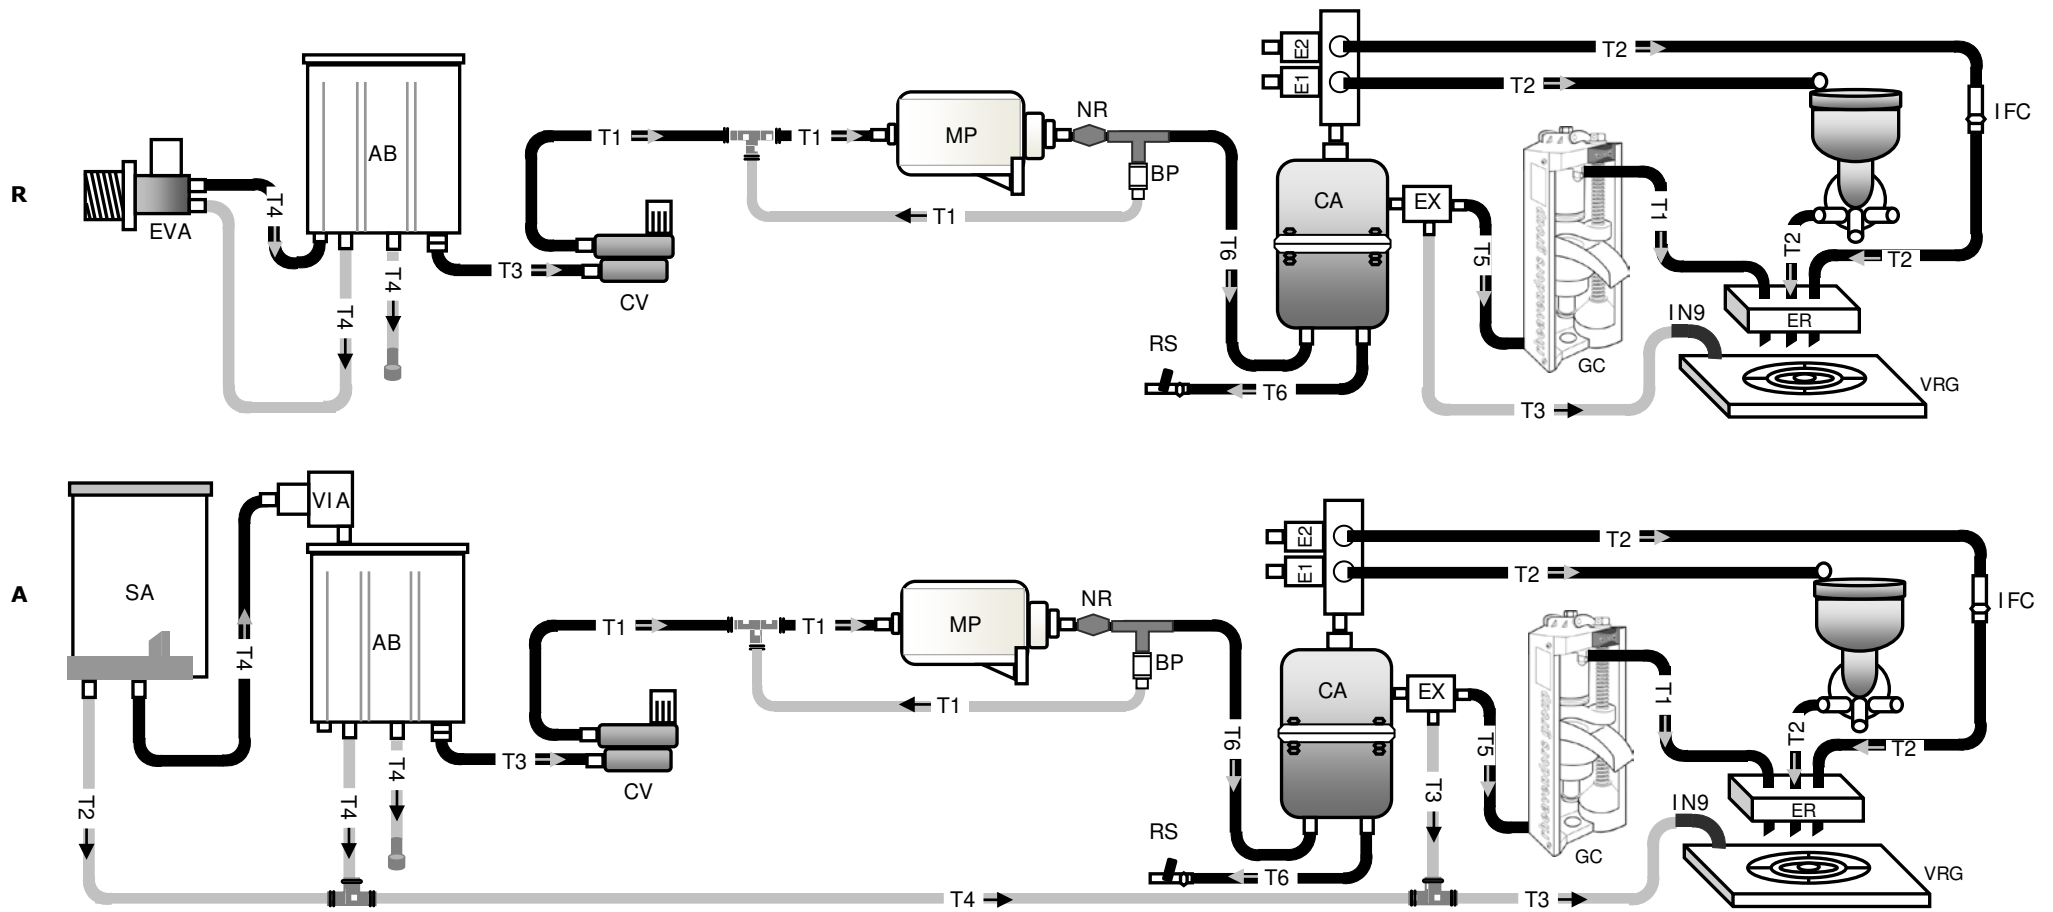 E2 T2
E1 T2
IFC
R
EVA
T4
AB
T4
T4
T3
CV
T1
T1
MP
NR
BP
T1
T6
CA
EX
T5
RS
T6
T3
GC
T1
T2
T2
IN9
ER
VRG
A
SA
VIA
T4
T2
AB
T4
T4
T3
CV
T1
T1
MP
NR
BP
T1
E2 T2
E1 T2
IFC
T6
CA
EX
T5
T3
RS
T6
GC
T1
T2
T2
IN9
ER
VRG
T4
T3